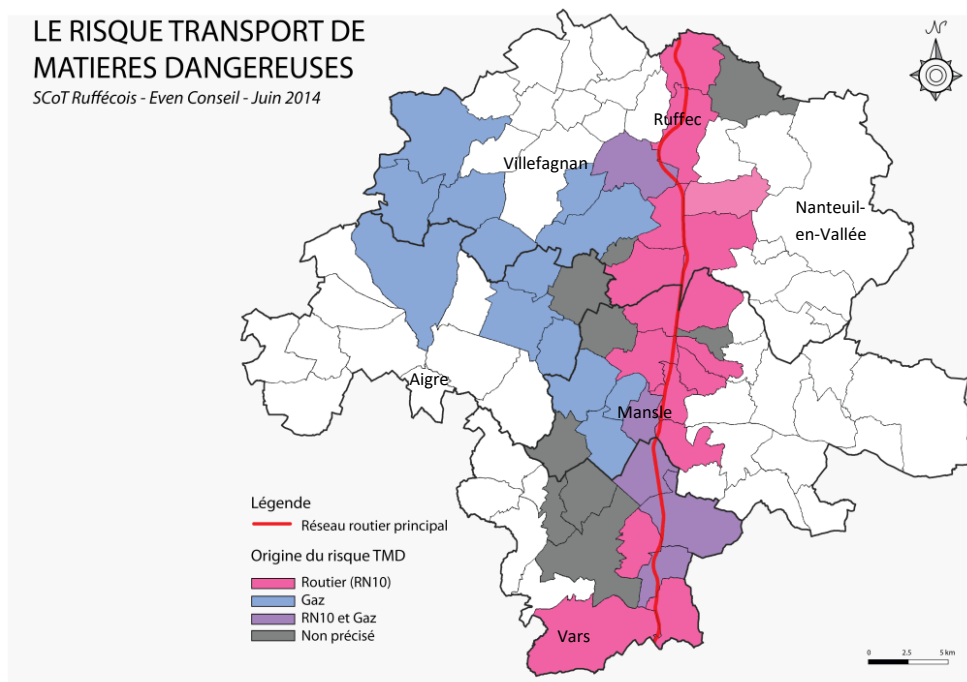 LE RISQUE TRANSPORT DE
MATIERES DANGEREUSES
SCoT Ruffécois - Even Conseil - Juin 2014
N
Ruffec
Villefagnan
Nanteuil-
en-Vallée
Aigre
Mansle
Légende
Réseau routier principal
Origine du risque TMD
Routier (RN10)
Gaz
RN10 et Gaz
Non précisé
Vars
0 2.5 5 km